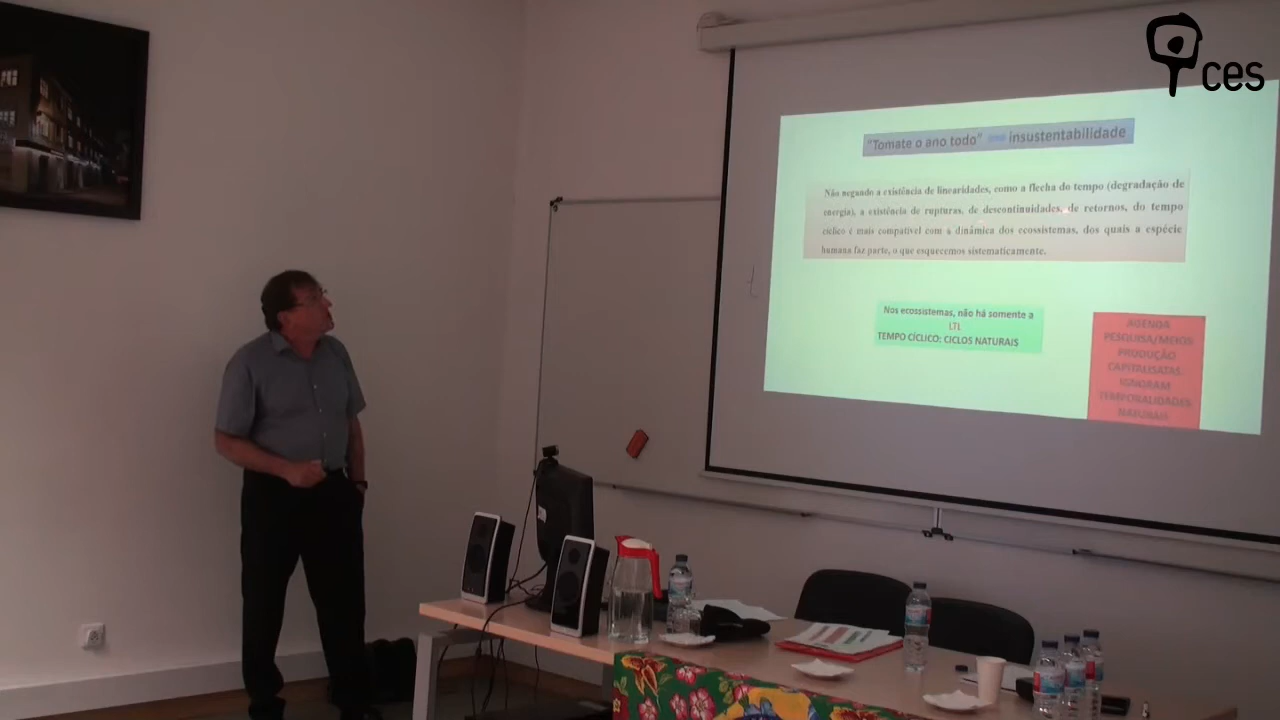 ces
"Tomate o ano todo" === insustentabilidade
Não negando a existência de linearidades, como a flecha do tempo (degradação de
energia), a existência de rupturas, de descontinuidades, de retornos, do tempo
cíclico é mais compatível com a dinâmica dos ecossistemas, dos quais a espécie
humana faz parte, o que esquecemos sistematicamente.
Nos ecossistemas, não há somente a
LTL
TEMPO CÍCLICO: CICLOS NATURAIS
AGENDA
PESQUISA/MEIOS
PRODUÇÃO
CAPITALISATAS:
IGNORAM
TEMPORALIDADES
NATURAIS